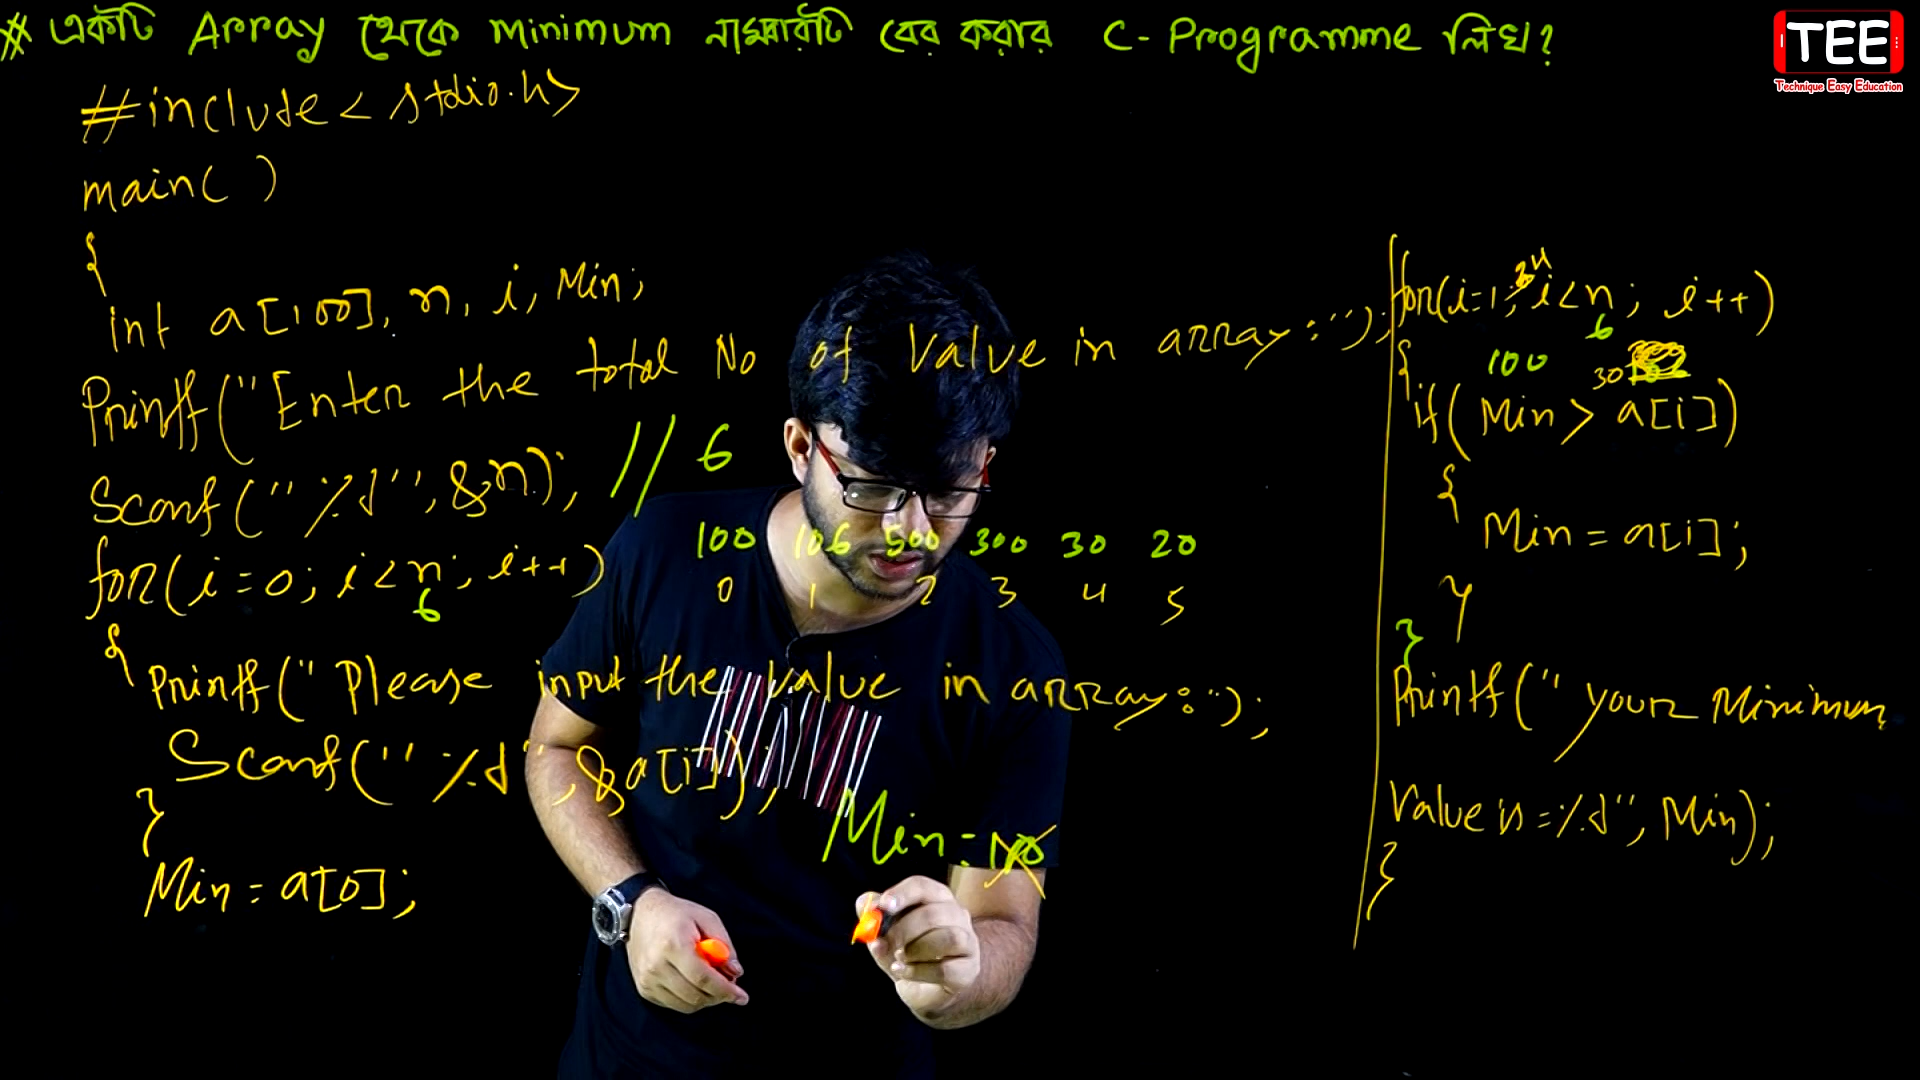 # একটি Array থেকে Minimum নাম্বারটি বের করার C-Programme লিখ?
TEE
Technique Easy Education
#include<stdio.h>
main( )
{
int a[100], n, i, Min;
Printf("Enter the total No of Value in array:");
Scanf("%d",&n); // 6
for(i=0; i<n; i++)
6
100 106 500 300 30 20
0 1 2 3 4 5
{
Printf("Please input the Value in array:");
Scanf("%d",&a[i]);
}
Min=100
Min = a[0];
for(i=1; i<n; i++)
6
{
100 30
if(Min> a[i])
{
Min = a[i];
}
}
Printf("your Minimum
Value is=%d", Min);
}